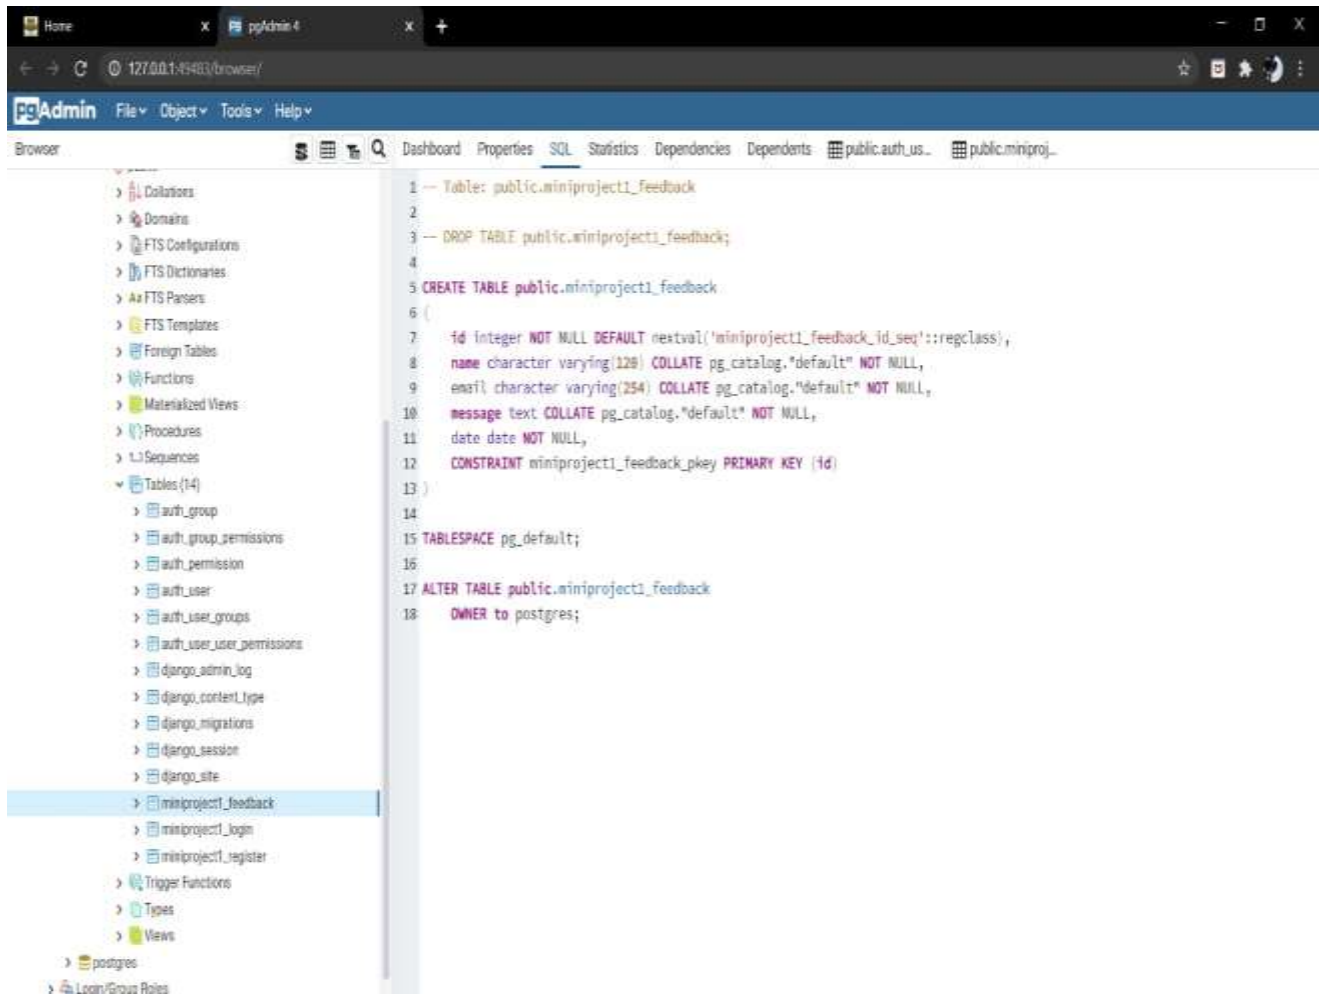 Home
pgAdmin 4
127.0.0.1:49483/browser/
pgAdmin File Object Tools Help
Browser
Dashboard Properties SQL Statistics Dependencies Dependents public.auth_us... public.miniproj...
Collations
Domains
FTS Configurations
FTS Dictionaries
Aa FTS Parsers
FTS Templates
Foreign Tables
Functions
Materialized Views
Procedures
1..3 Sequences
Tables (14)
auth_group
auth_group_permissions
auth_permission
auth_user
auth_user_groups
auth_user_user_permissions
django_admin_log
django_content_type
django_migrations
django_session
django_site
miniproject1_feedback
miniproject1_login
miniproject1_register
Trigger Functions
Types
Views
postgres
Login/Group Roles
1 -- Table: public.miniproject1_feedback
2
3 -- DROP TABLE public.miniproject1_feedback;
4
5 CREATE TABLE public.miniproject1_feedback
6 (
7 id integer NOT NULL DEFAULT nextval('miniproject1_feedback_id_seq'::regclass),
8 name character varying(120) COLLATE pg_catalog."default" NOT NULL,
9 email character varying(254) COLLATE pg_catalog."default" NOT NULL,
10 message text COLLATE pg_catalog."default" NOT NULL,
11 date date NOT NULL,
12 CONSTRAINT miniproject1_feedback_pkey PRIMARY KEY (id)
13 )
14
15 TABLESPACE pg_default;
16
17 ALTER TABLE public.miniproject1_feedback
18 OWNER to postgres;